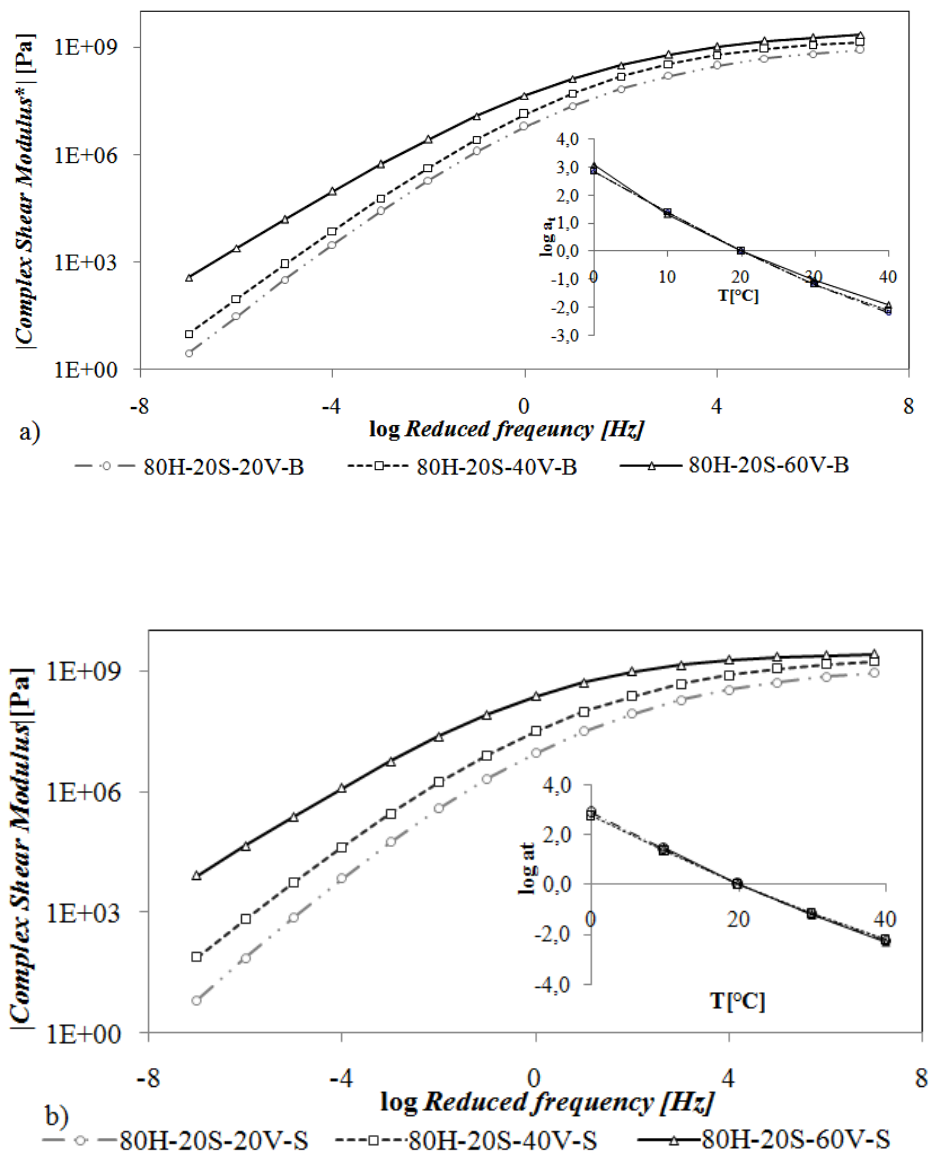 |Complex Shear Modulus*| [Pa]
1E+09
1E+06
1E+03
1E+00
-8
-4
0
4
8
log Reduced freqeuncy [Hz]
a)
log aₜ
4,0
3,0
2,0
1,0
0,0
-1,0
-2,0
-3,0
0
10
20
30
40
T[°C]
80H-20S-20V-B
80H-20S-40V-B
80H-20S-60V-B
|Complex Shear Modulus|[Pa]
1E+09
1E+06
1E+03
1E+00
-8
-4
0
4
8
log Reduced frequency [Hz]
b)
log at
4,0
2,0
0,0
-2,0
-4,0
0
20
40
T[°C]
80H-20S-20V-S
80H-20S-40V-S
80H-20S-60V-S